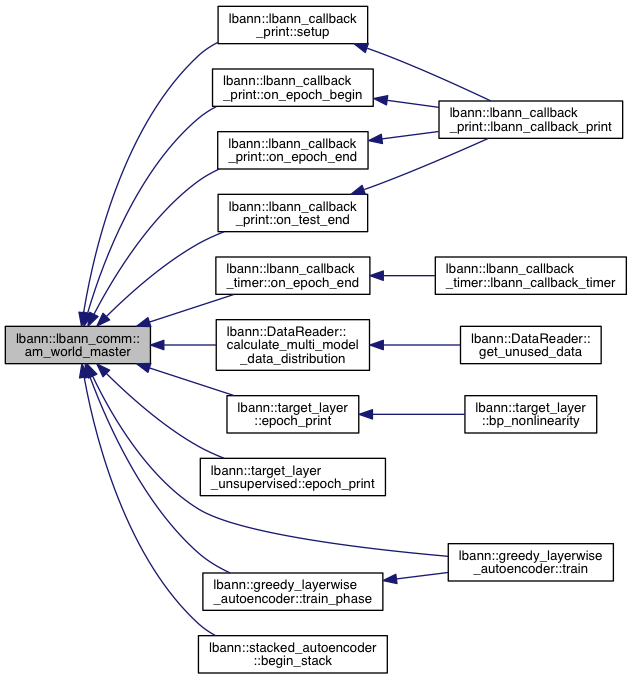 lbann::lbann_callback
_print::setup
lbann::lbann_callback
_print::on_epoch_begin
lbann::lbann_callback
_print::lbann_callback_print
lbann::lbann_callback
_print::on_epoch_end
lbann::lbann_callback
_print::on_test_end
lbann::lbann_callback
_timer::on_epoch_end
lbann::lbann_callback
_timer::lbann_callback_timer
lbann::lbann_comm::
am_world_master
lbann::DataReader::
calculate_multi_model
_data_distribution
lbann::DataReader::
get_unused_data
lbann::target_layer
::epoch_print
lbann::target_layer
::bp_nonlinearity
lbann::target_layer
_unsupervised::epoch_print
lbann::greedy_layerwise
_autoencoder::train
lbann::greedy_layerwise
_autoencoder::train_phase
lbann::stacked_autoencoder
::begin_stack